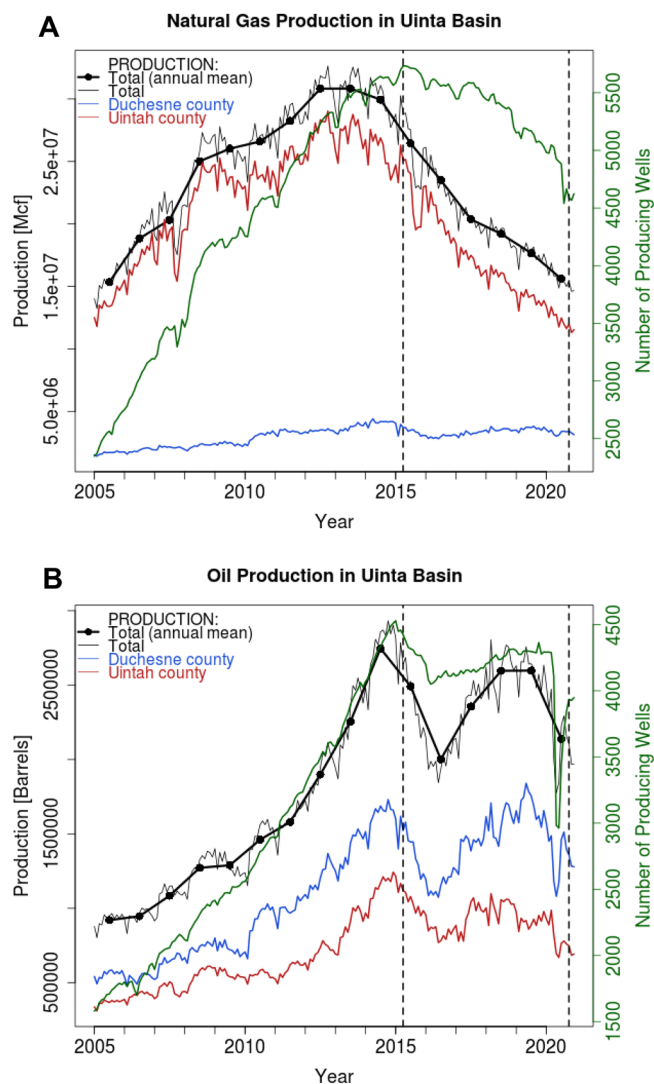 A
Natural Gas Production in Uinta Basin
PRODUCTION:
Total (annual mean)
Total
Duchesne county
Uintah county
Production [Mcf]
5.0e+06
1.5e+07
2.5e+07
Number of Producing Wells
2500
3000
3500
4000
4500
5000
5500
2005
2010
2015
2020
Year
B
Oil Production in Uinta Basin
PRODUCTION:
Total (annual mean)
Total
Duchesne county
Uintah county
Production [Barrels]
500000
1500000
2500000
Number of Producing Wells
1500
2000
2500
3000
3500
4000
4500
2005
2010
2015
2020
Year